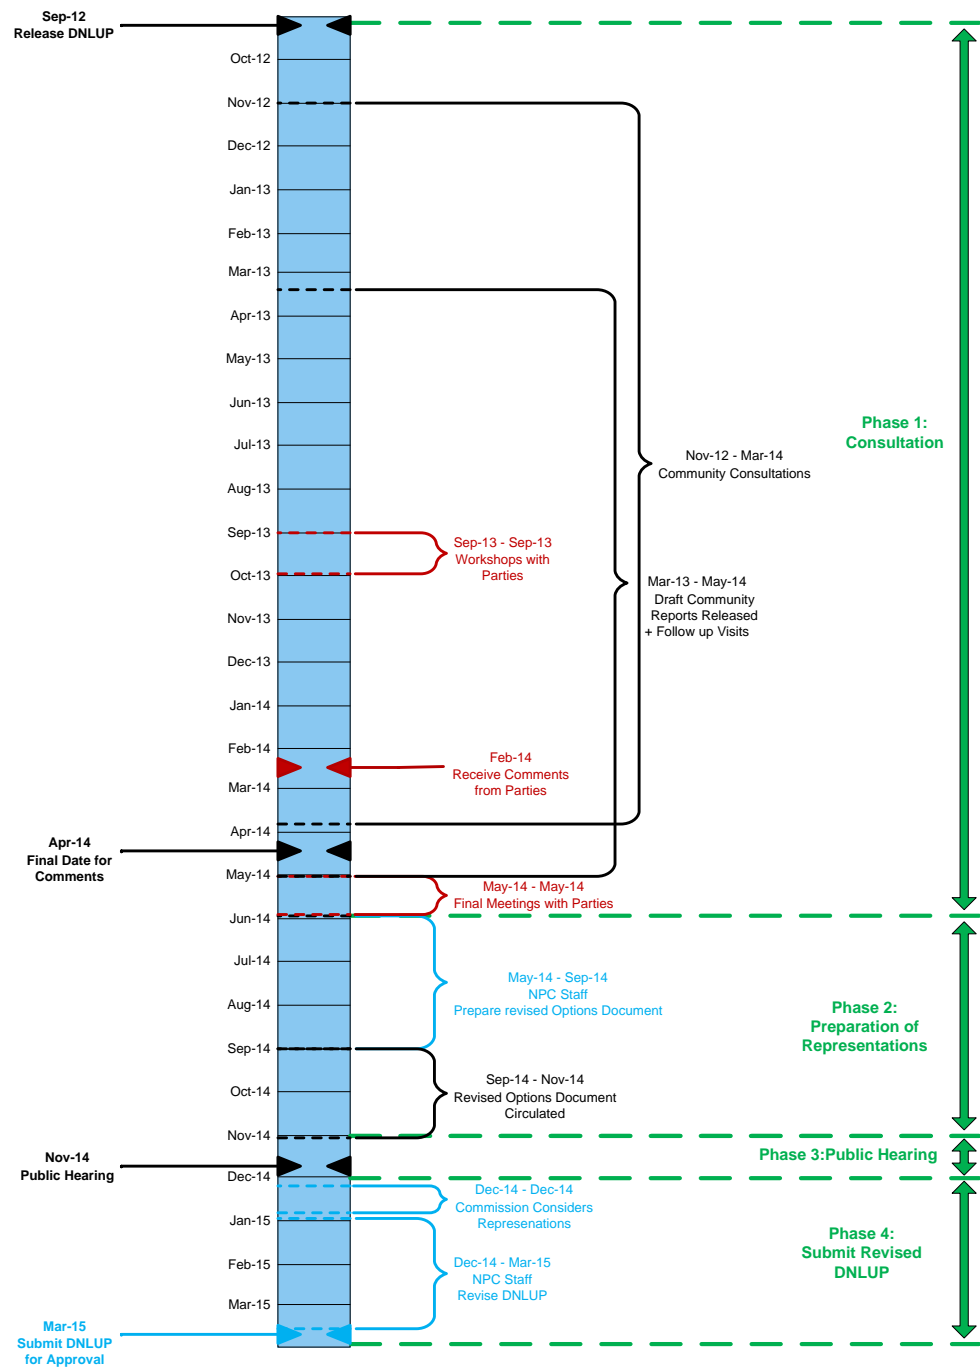 Sep-12
Release DNLUP
Oct-12
Nov-12
Dec-12
Jan-13
Feb-13
Mar-13
Apr-13
May-13
Jun-13
Jul-13
Phase 1:
Consultation
Nov-12 - Mar-14
Community Consultations
Aug-13
Sep-13
Sep-13 - Sep-13
Workshops with
Parties
Oct-13
Mar-13 - May-14
Draft Community
Reports Released
+ Follow up Visits
Nov-13
Dec-13
Jan-14
Feb-14
Feb-14
Receive Comments
from Parties
Mar-14
Apr-14
Apr-14
Final Date for
Comments
May-14
May-14 - May-14
Final Meetings with Parties
Jun-14
Jul-14
May-14 - Sep-14
NPC Staff
Prepare revised Options Document
Aug-14
Phase 2:
Preparation of
Representations
Sep-14
Sep-14 - Nov-14
Revised Options Document
Circulated
Oct-14
Nov-14
Nov-14
Public Hearing
Phase 3:Public Hearing
Dec-14
Dec-14 - Dec-14
Commission Considers
Represenations
Jan-15
Phase 4:
Submit Revised
DNLUP
Feb-15
Dec-14 - Mar-15
NPC Staff
Revise DNLUP
Mar-15
Mar-15
Submit DNLUP
for Approval